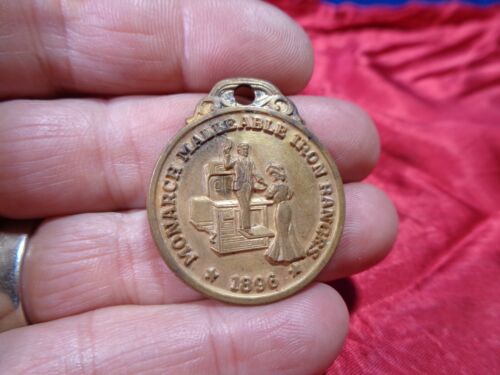 MONARCH MALLEABLE IRON RANGES
★ 1896 ★